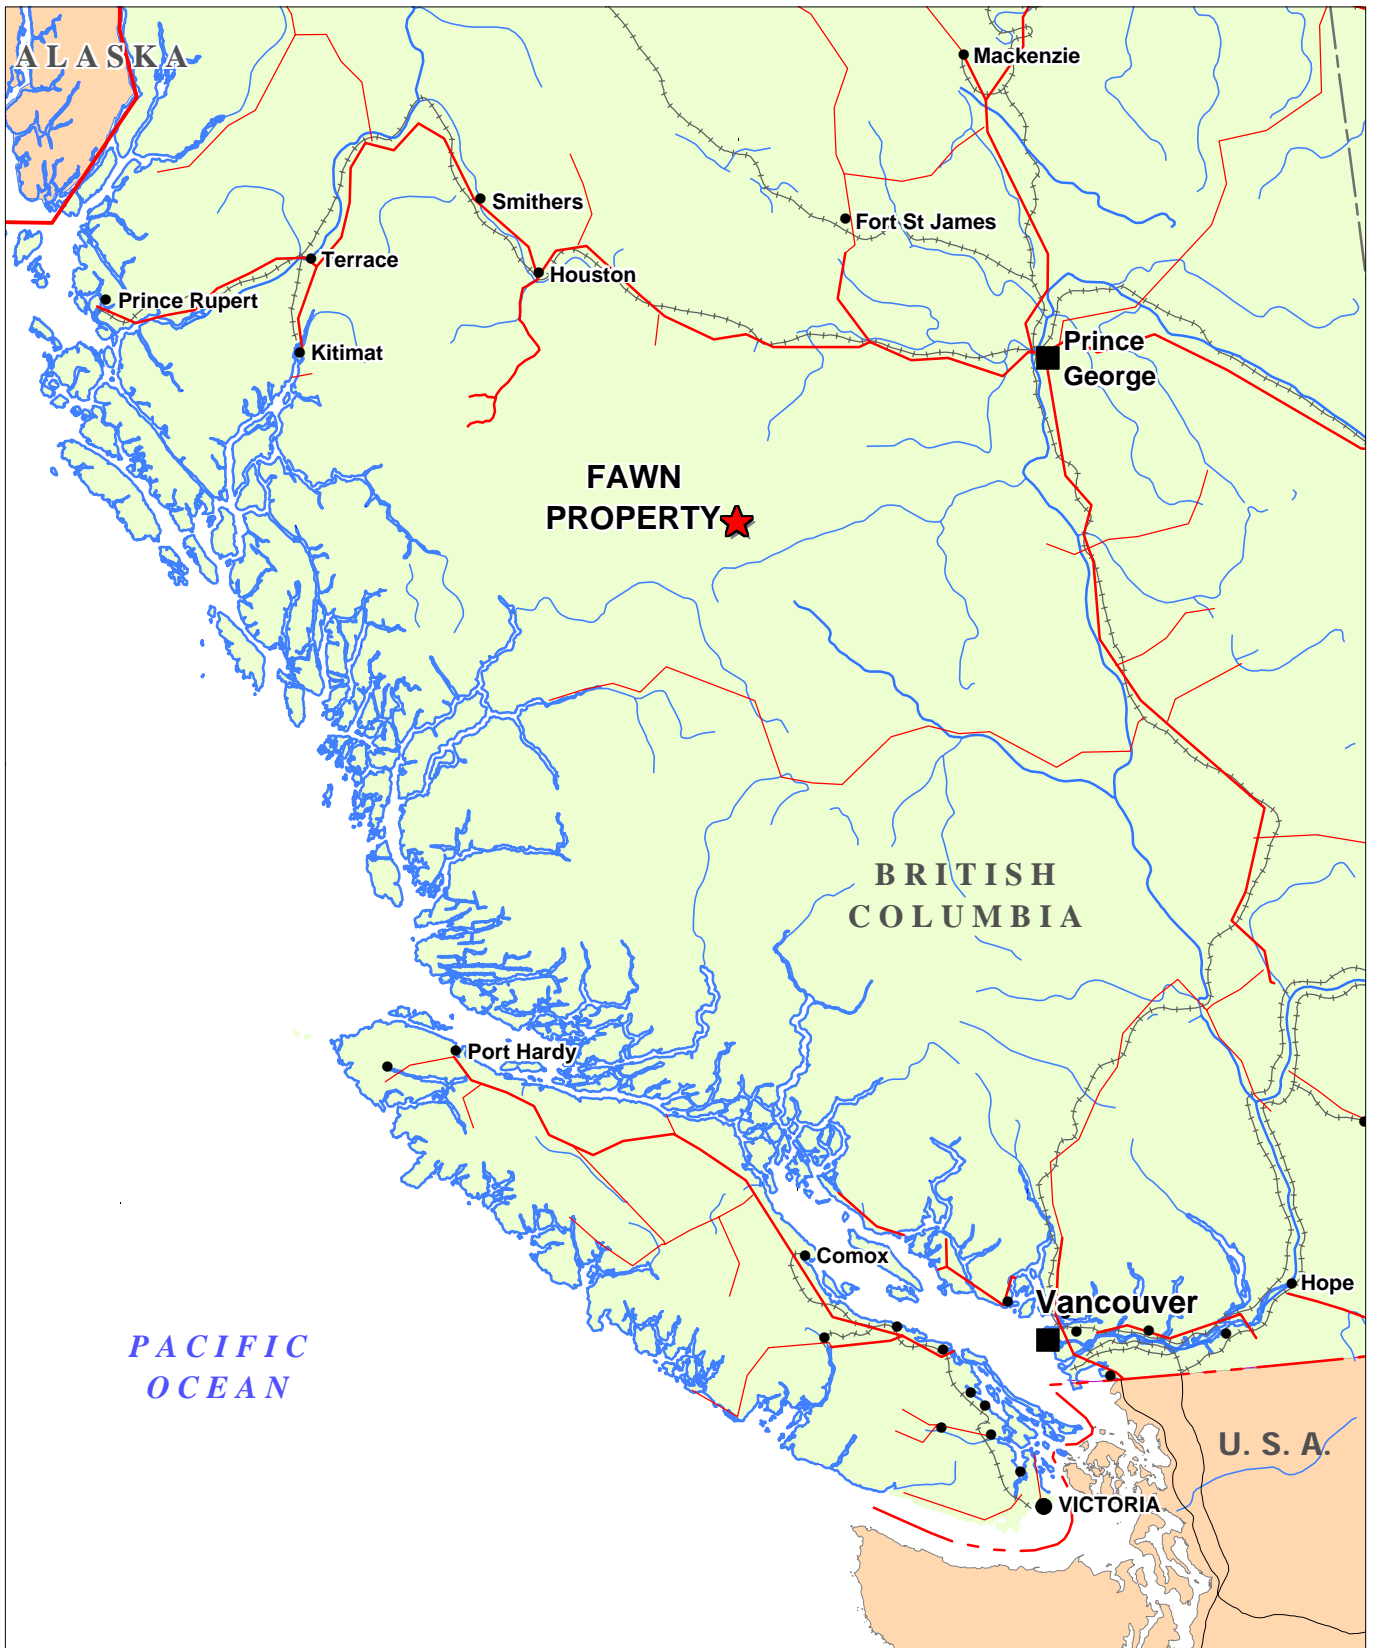 ALASKA
Mackenzie
Smithers
Fort St James
Terrace
Houston
Prince Rupert
Kitimat
Prince
George
FAWN
PROPERTY
BRITISH
COLUMBIA
Port Hardy
Comox
Hope
Vancouver
PACIFIC
OCEAN
U. S. A.
VICTORIA